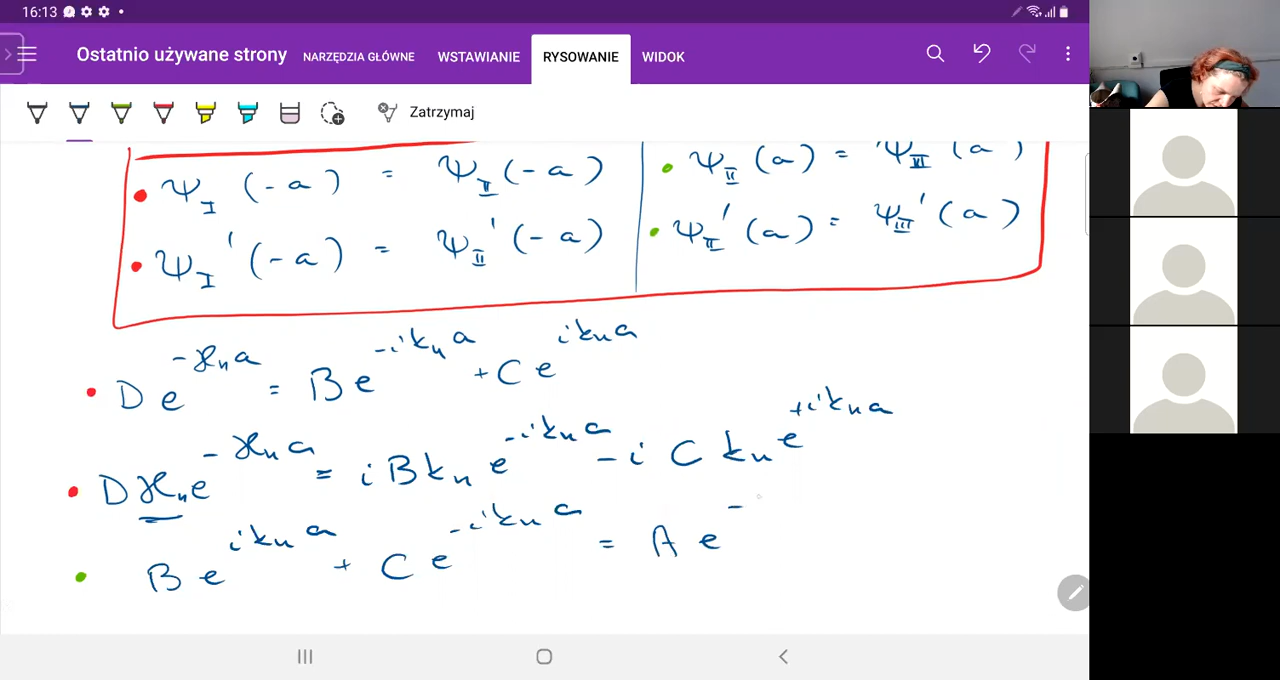 16:13
Ostatnio używane strony NARZĘDZIA GŁÓWNE WSTAWIANIE RYSOWANIE WIDOK
Zatrzymaj
Ψ_I (-a) = Ψ_II (-a)
Ψ_I' (-a) = Ψ_II' (-a)
Ψ_II (a) = Ψ_III (a)
Ψ_II' (a) = Ψ_III' (a)
D e^{-ϰ_n a} = B e^{-ik_n a} + C e^{ik_n a}
D ϰ_n e^{-ϰ_n a} = i B k_n e^{-ik_n a} - i C k_n e^{+ik_n a}
B e^{ik_n a} + C e^{-ik_n a} = A e^{-